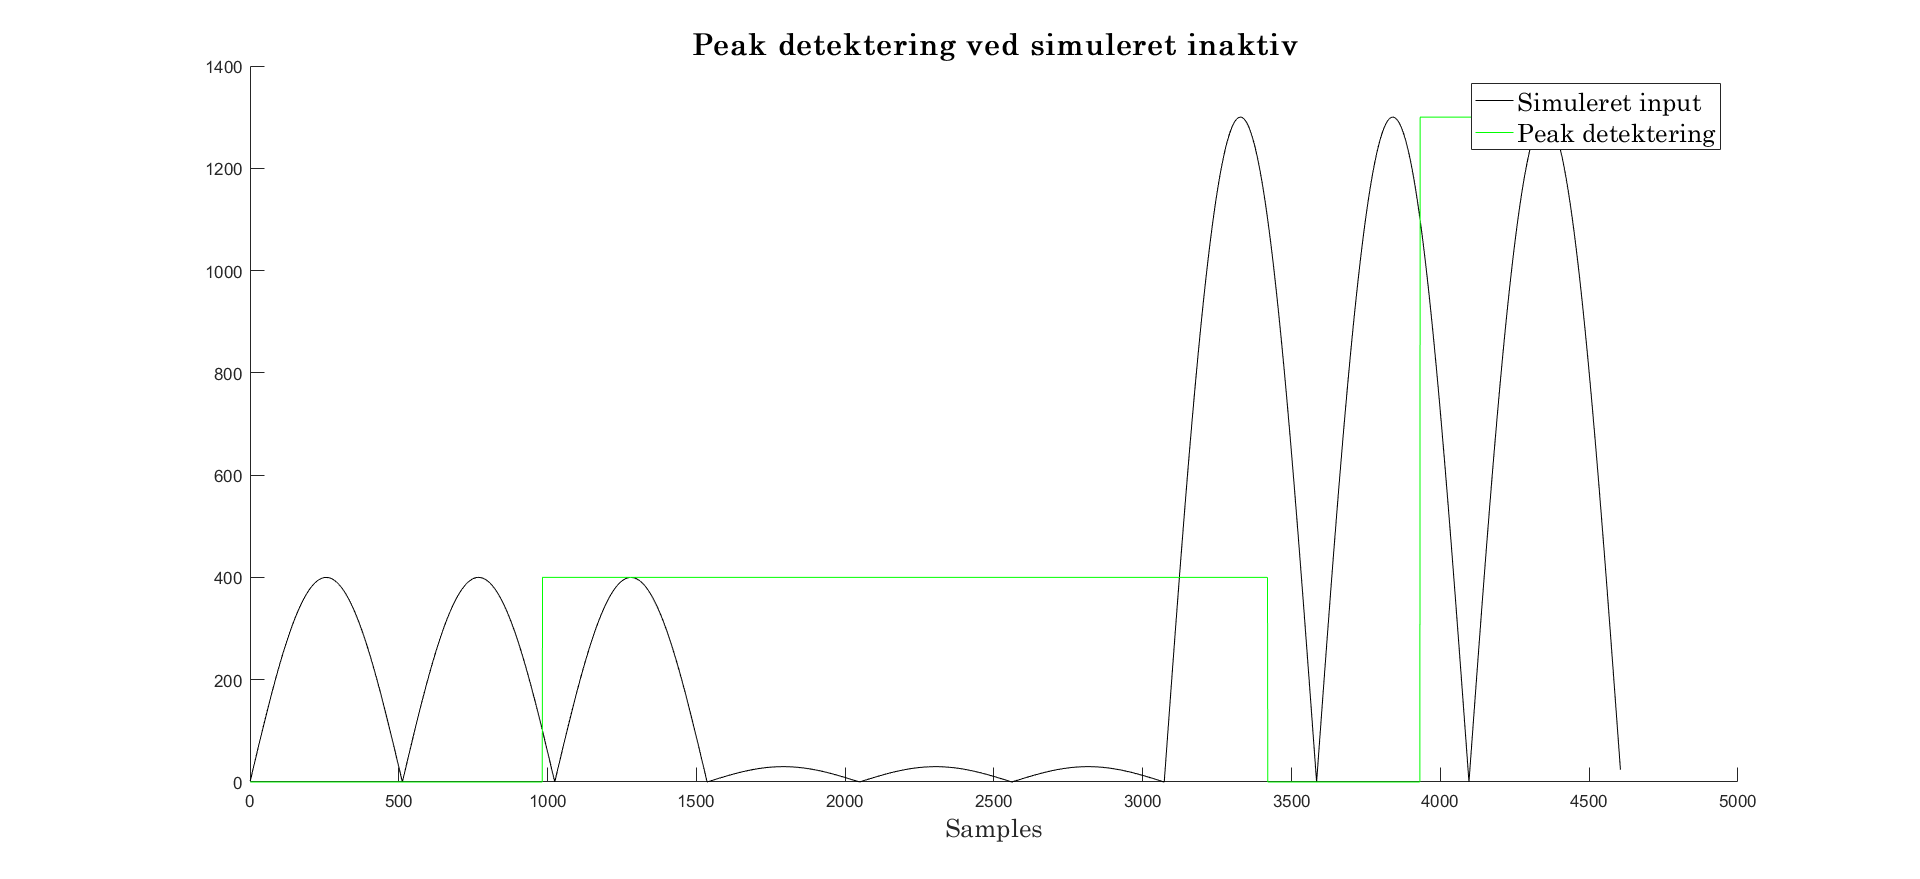 Peak detektering ved simuleret inaktiv
1400
1200
1000
800
600
400
200
0
Simuleret input
Peak detektering
0 500 1000 1500 2000 2500 3000 3500 4000 4500 5000
Samples